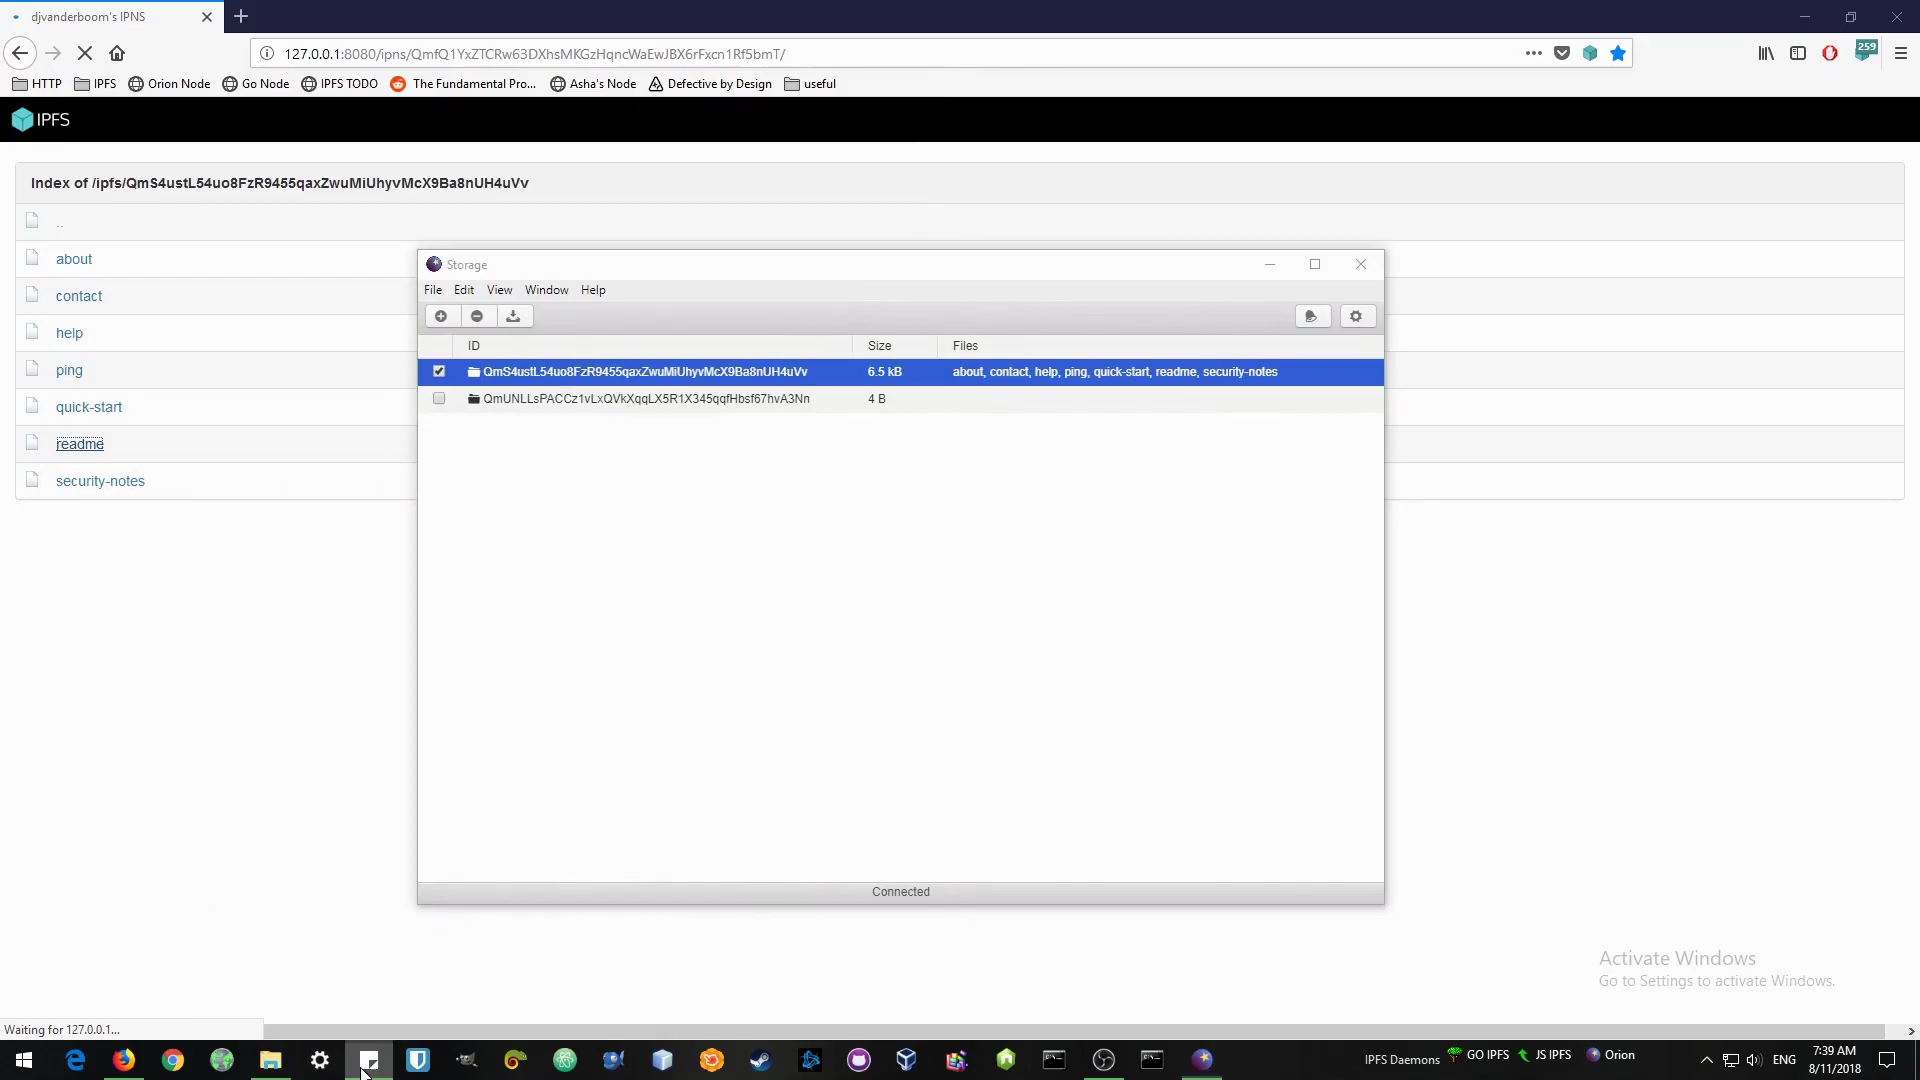 djvanderboom's IPNS
127.0.0.1:8080/ipns/QmfQ1YxZTCRw63DXhsMKGzHqncWaEwJBX6rFxcn1Rf5bmT/
259
HTTP IPFS Orion Node Go Node IPFS TODO The Fundamental Pro... Asha's Node Defective by Design useful
IPFS
Index of /ipfs/QmS4ustL54uo8FzR9455qaxZwuMiUhyvMcX9Ba8nUH4uVv
..
about
contact
help
ping
quick-start
readme
security-notes
Storage
File Edit View Window Help
ID Size Files
QmS4ustL54uo8FzR9455qaxZwuMiUhyvMcX9Ba8nUH4uVv 6.5 kB about, contact, help, ping, quick-start, readme, security-notes
QmUNLLsPACCz1vLxQVkXqqLX5R1X345qqfHbsf67hvA3Nn 4 B
Connected
Activate Windows
Go to Settings to activate Windows.
Waiting for 127.0.0.1...
IPFS Daemons GO IPFS JS IPFS Orion
ENG
7:39 AM
8/11/2018